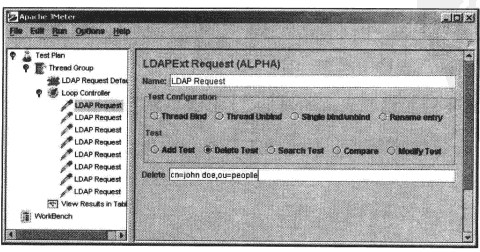 Apache JMeter
File Edit Run Options Help
Test Plan
Thread Group
LDAP Request Defau
Loop Controller
LDAP Request
LDAP Request
LDAP Request
LDAP Request
LDAP Request
LDAP Request
LDAP Request
LDAP Request
View Results in Tabl
WorkBench
LDAPExt Request (ALPHA)
Name: LDAP Request
Test Configuration
Thread Bind Thread Unbind Single bind/unbind Rename entry
Test
Add Test Delete Test Search Test Compare Modify Test
Delete cn=john doe,ou=people